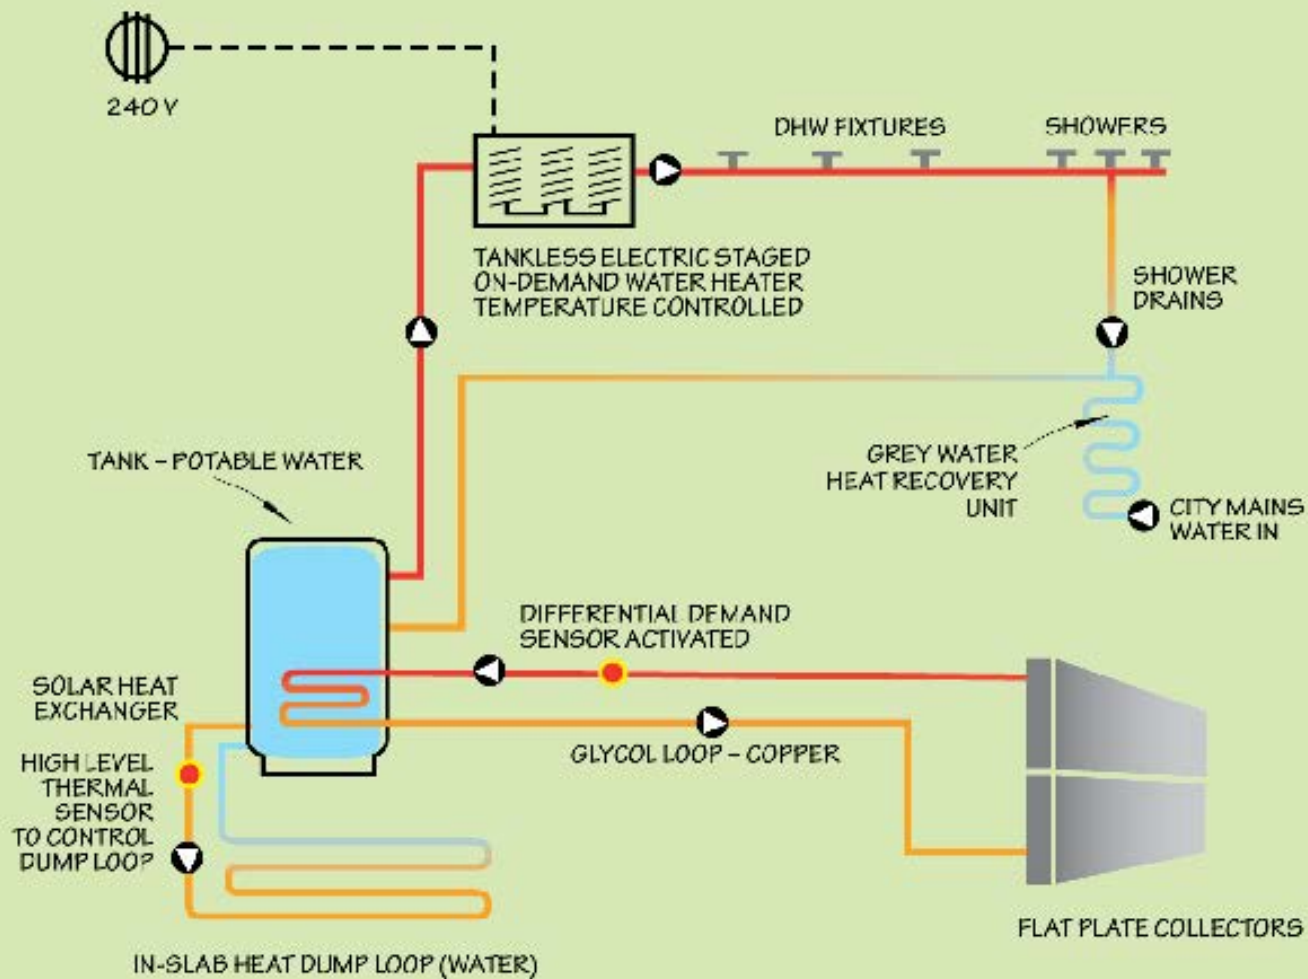 240 V
DHW FIXTURES
SHOWERS
TANKLESS ELECTRIC STAGED
ON-DEMAND WATER HEATER
TEMPERATURE CONTROLLED
SHOWER
DRAINS
TANK – POTABLE WATER
GREY WATER
HEAT RECOVERY
UNIT
CITY MAINS
WATER IN
DIFFERENTIAL DEMAND
SENSOR ACTIVATED
SOLAR HEAT
EXCHANGER
GLYCOL LOOP – COPPER
HIGH LEVEL
THERMAL
SENSOR
TO CONTROL
DUMP LOOP
FLAT PLATE COLLECTORS
IN-SLAB HEAT DUMP LOOP (WATER)